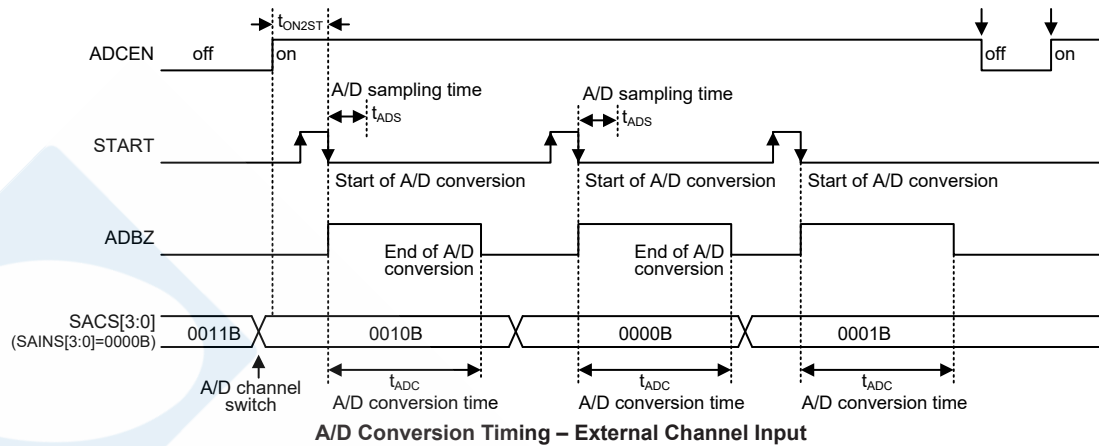 tON2ST
ADCEN off on off on
A/D sampling time A/D sampling time
tADS tADS
START
Start of A/D conversion Start of A/D conversion Start of A/D conversion
ADBZ
End of A/D conversion End of A/D conversion
SACS[3:0]
(SAINS[3:0]=0000B)
0011B 0010B 0000B 0001B
A/D channel switch
tADC tADC tADC
A/D conversion time A/D conversion time A/D conversion time
A/D Conversion Timing – External Channel Input